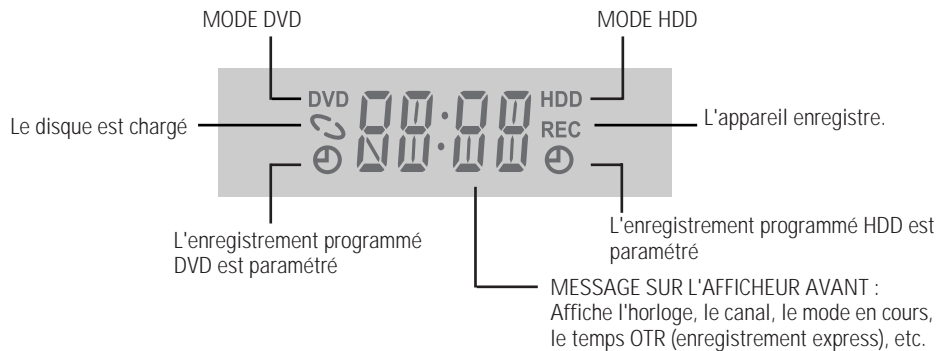 MODE DVD
MODE HDD
DVD
88:88
HDD
REC
Le disque est chargé
L'appareil enregistre.
L'enregistrement programmé
DVD est paramétré
L'enregistrement programmé HDD est
paramétré
MESSAGE SUR L'AFFICHEUR AVANT :
Affiche l'horloge, le canal, le mode en cours,
le temps OTR (enregistrement express), etc.